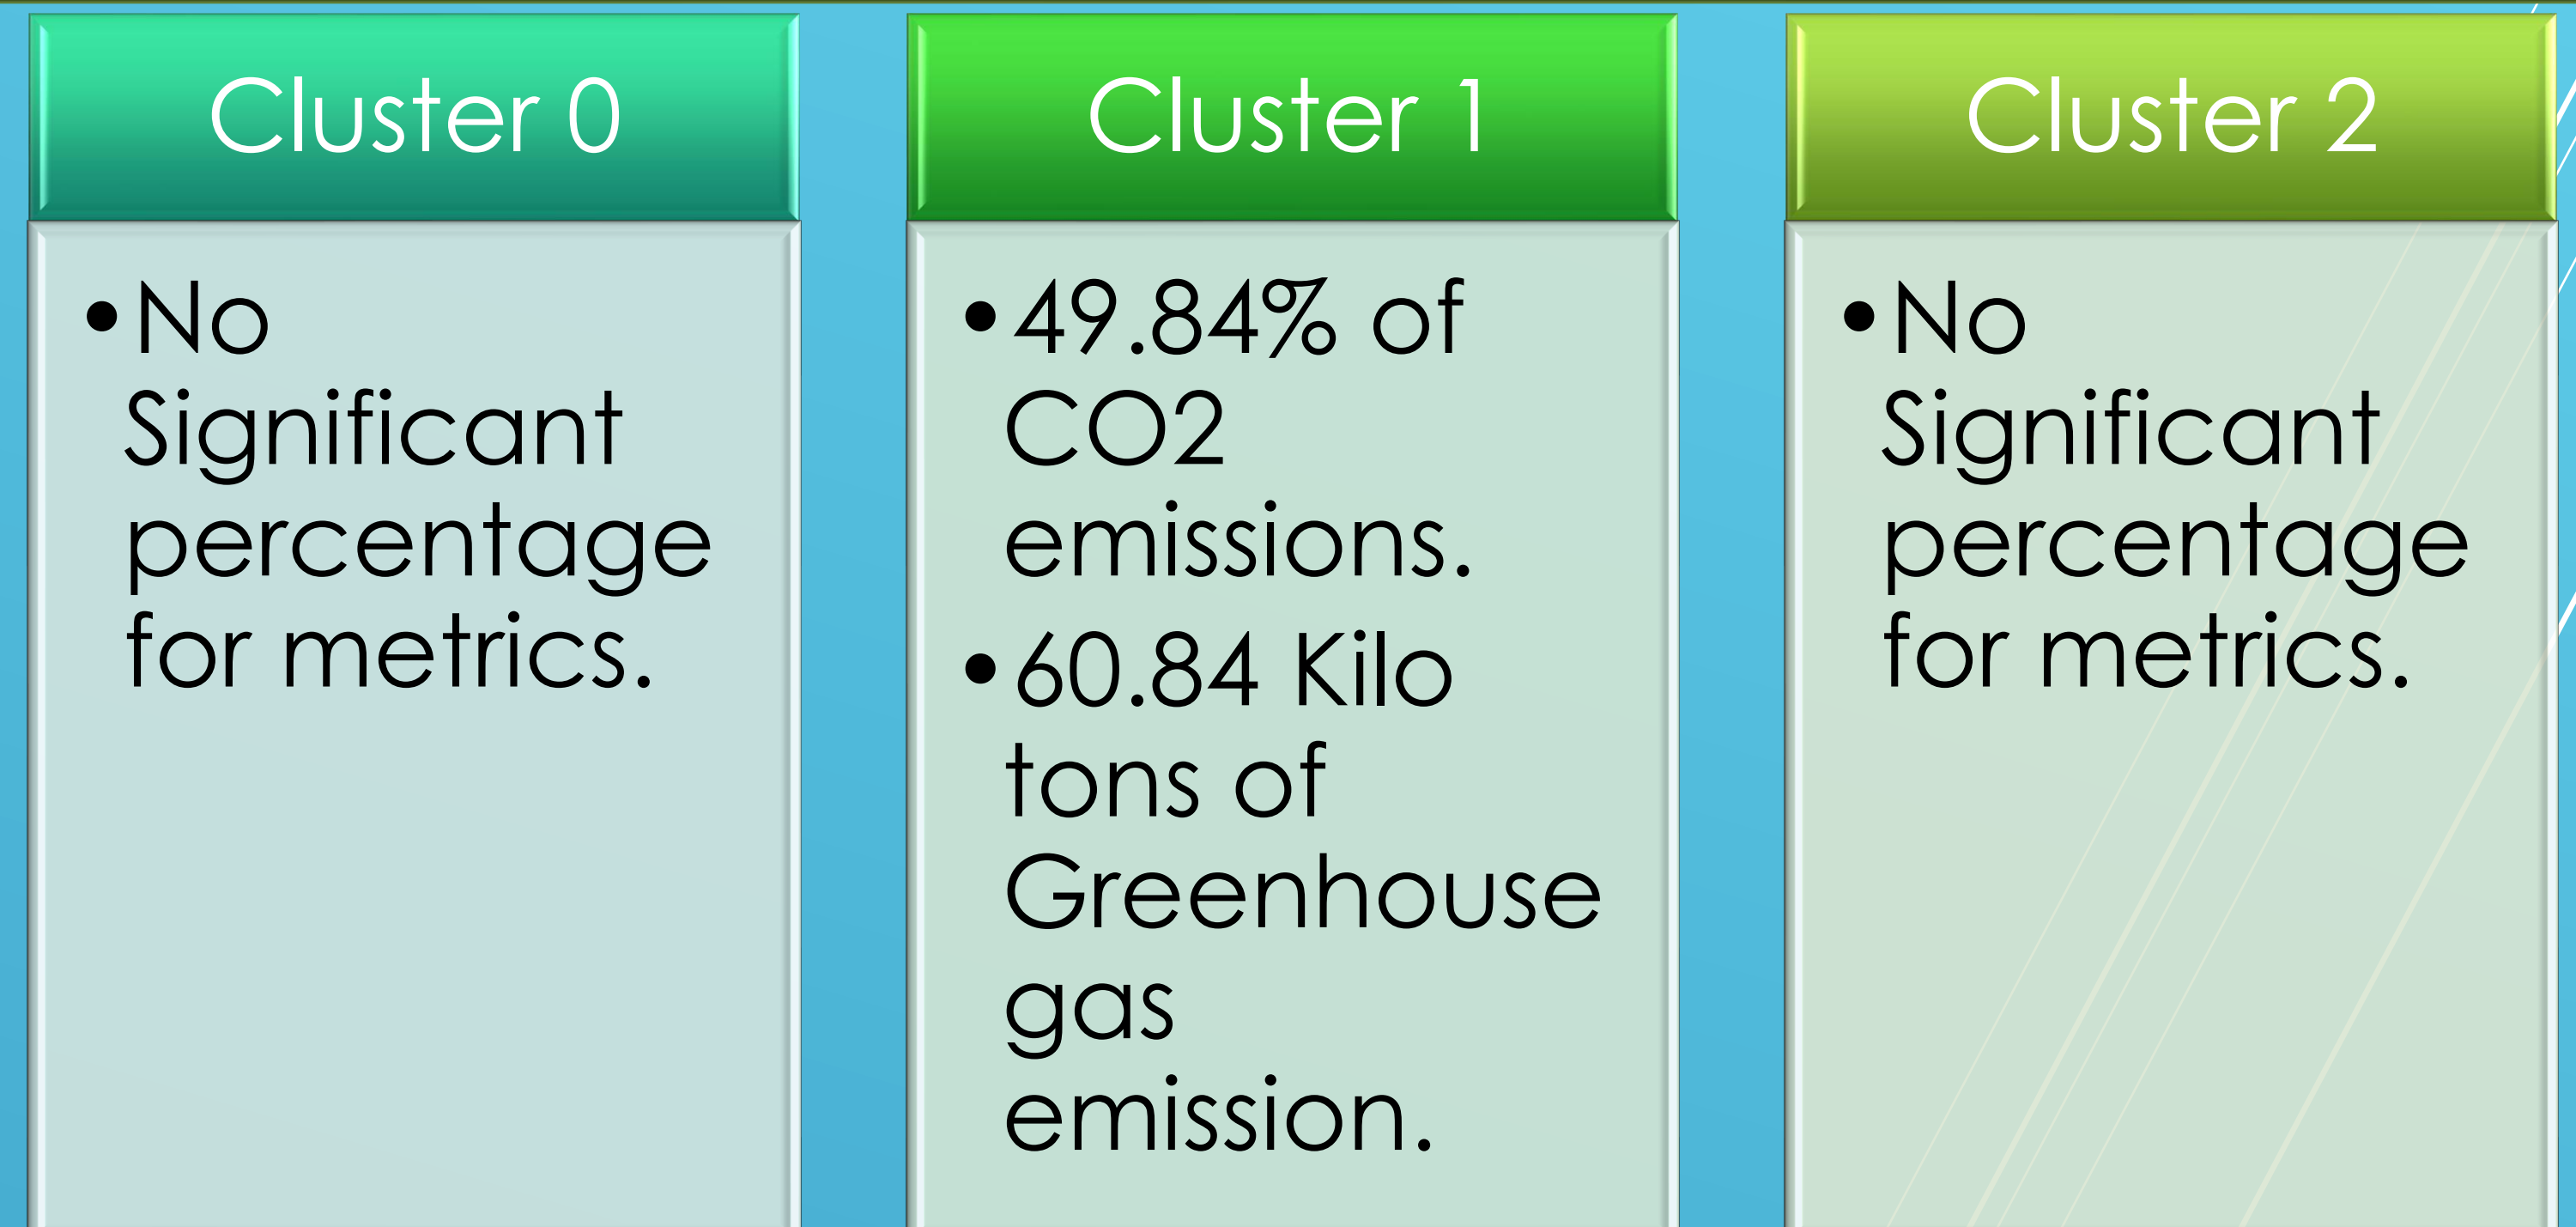 Cluster 0
•No
Significant
percentage
for metrics.
Cluster 1
•49.84% of
CO2
emissions.
•60.84 Kilo
tons of
Greenhouse
gas
emission.
Cluster 2
•No
Significant
percentage
for metrics.